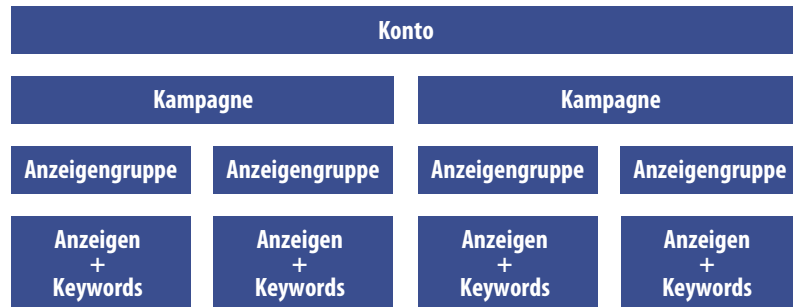 Konto
Kampagne Kampagne
Anzeigengruppe Anzeigengruppe Anzeigengruppe Anzeigengruppe
Anzeigen Anzeigen Anzeigen Anzeigen
+ + + +
Keywords Keywords Keywords Keywords